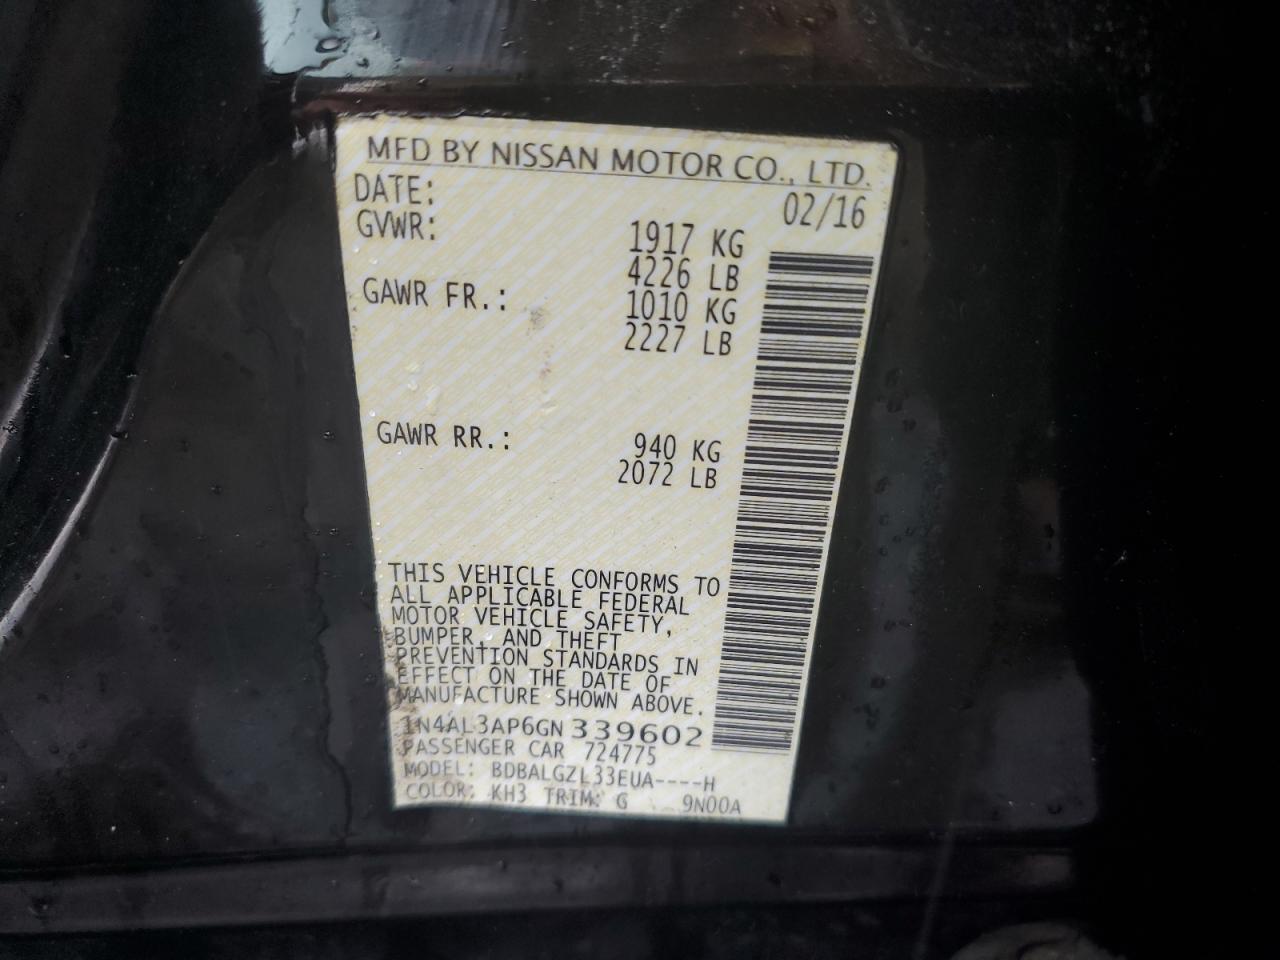 MFD BY NISSAN MOTOR CO., LTD.
DATE: 02/16
GVWR: 1917 KG
4226 LB
GAWR FR.: 1010 KG
2227 LB
GAWR RR.: 940 KG
2072 LB
THIS VEHICLE CONFORMS TO
ALL APPLICABLE FEDERAL
MOTOR VEHICLE SAFETY,
BUMPER, AND THEFT
PREVENTION STANDARDS IN
EFFECT ON THE DATE OF
MANUFACTURE SHOWN ABOVE.
1N4AL3AP6GN339602
PASSENGER CAR 724775
MODEL: BDBALGZL33EUA----H
COLOR: KH3 TRIM: G 9N00A